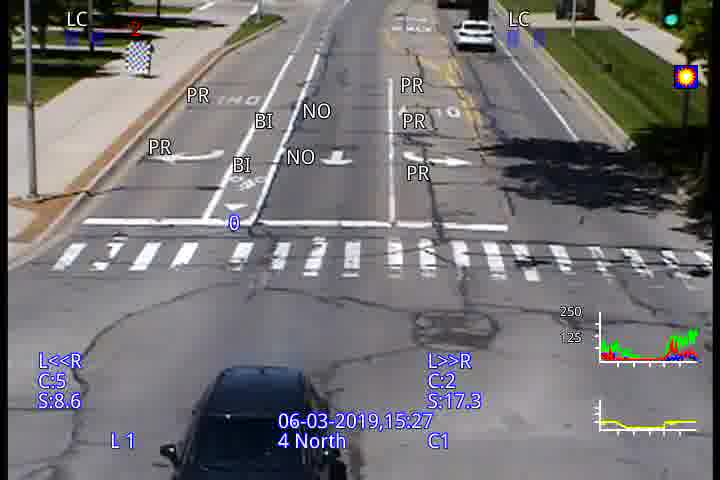 LC
LC
2
PR
PR
BI
NO
PR
PR
BI
NO
PR
0
250
125
L<<R
C:5
S:8.6
L>>R
C:2
S:17.3
06-03-2019,15:27
L 1
4 North
C1